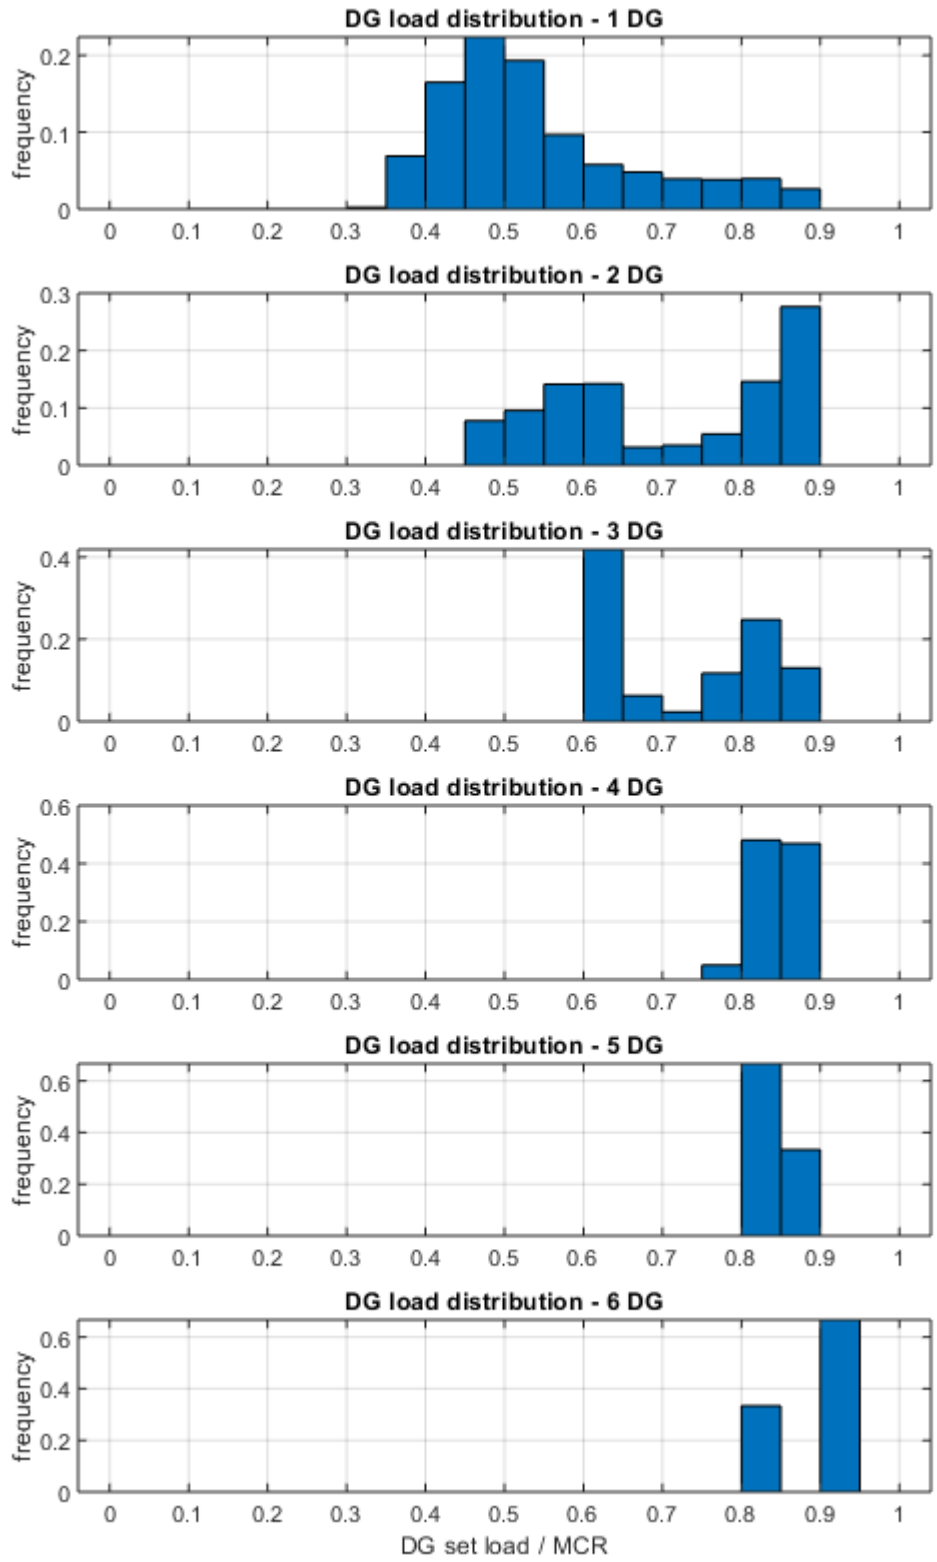 DG load distribution - 1 DG
0.2
0.1
0
frequency
0 0.1 0.2 0.3 0.4 0.5 0.6 0.7 0.8 0.9 1
DG load distribution - 2 DG
0.3
0.2
0.1
0
frequency
0 0.1 0.2 0.3 0.4 0.5 0.6 0.7 0.8 0.9 1
DG load distribution - 3 DG
0.4
0.2
0
frequency
0 0.1 0.2 0.3 0.4 0.5 0.6 0.7 0.8 0.9 1
DG load distribution - 4 DG
0.6
0.4
0.2
0
frequency
0 0.1 0.2 0.3 0.4 0.5 0.6 0.7 0.8 0.9 1
DG load distribution - 5 DG
0.6
0.4
0.2
0
frequency
0 0.1 0.2 0.3 0.4 0.5 0.6 0.7 0.8 0.9 1
DG load distribution - 6 DG
0.6
0.4
0.2
0
frequency
0 0.1 0.2 0.3 0.4 0.5 0.6 0.7 0.8 0.9 1
DG set load / MCR